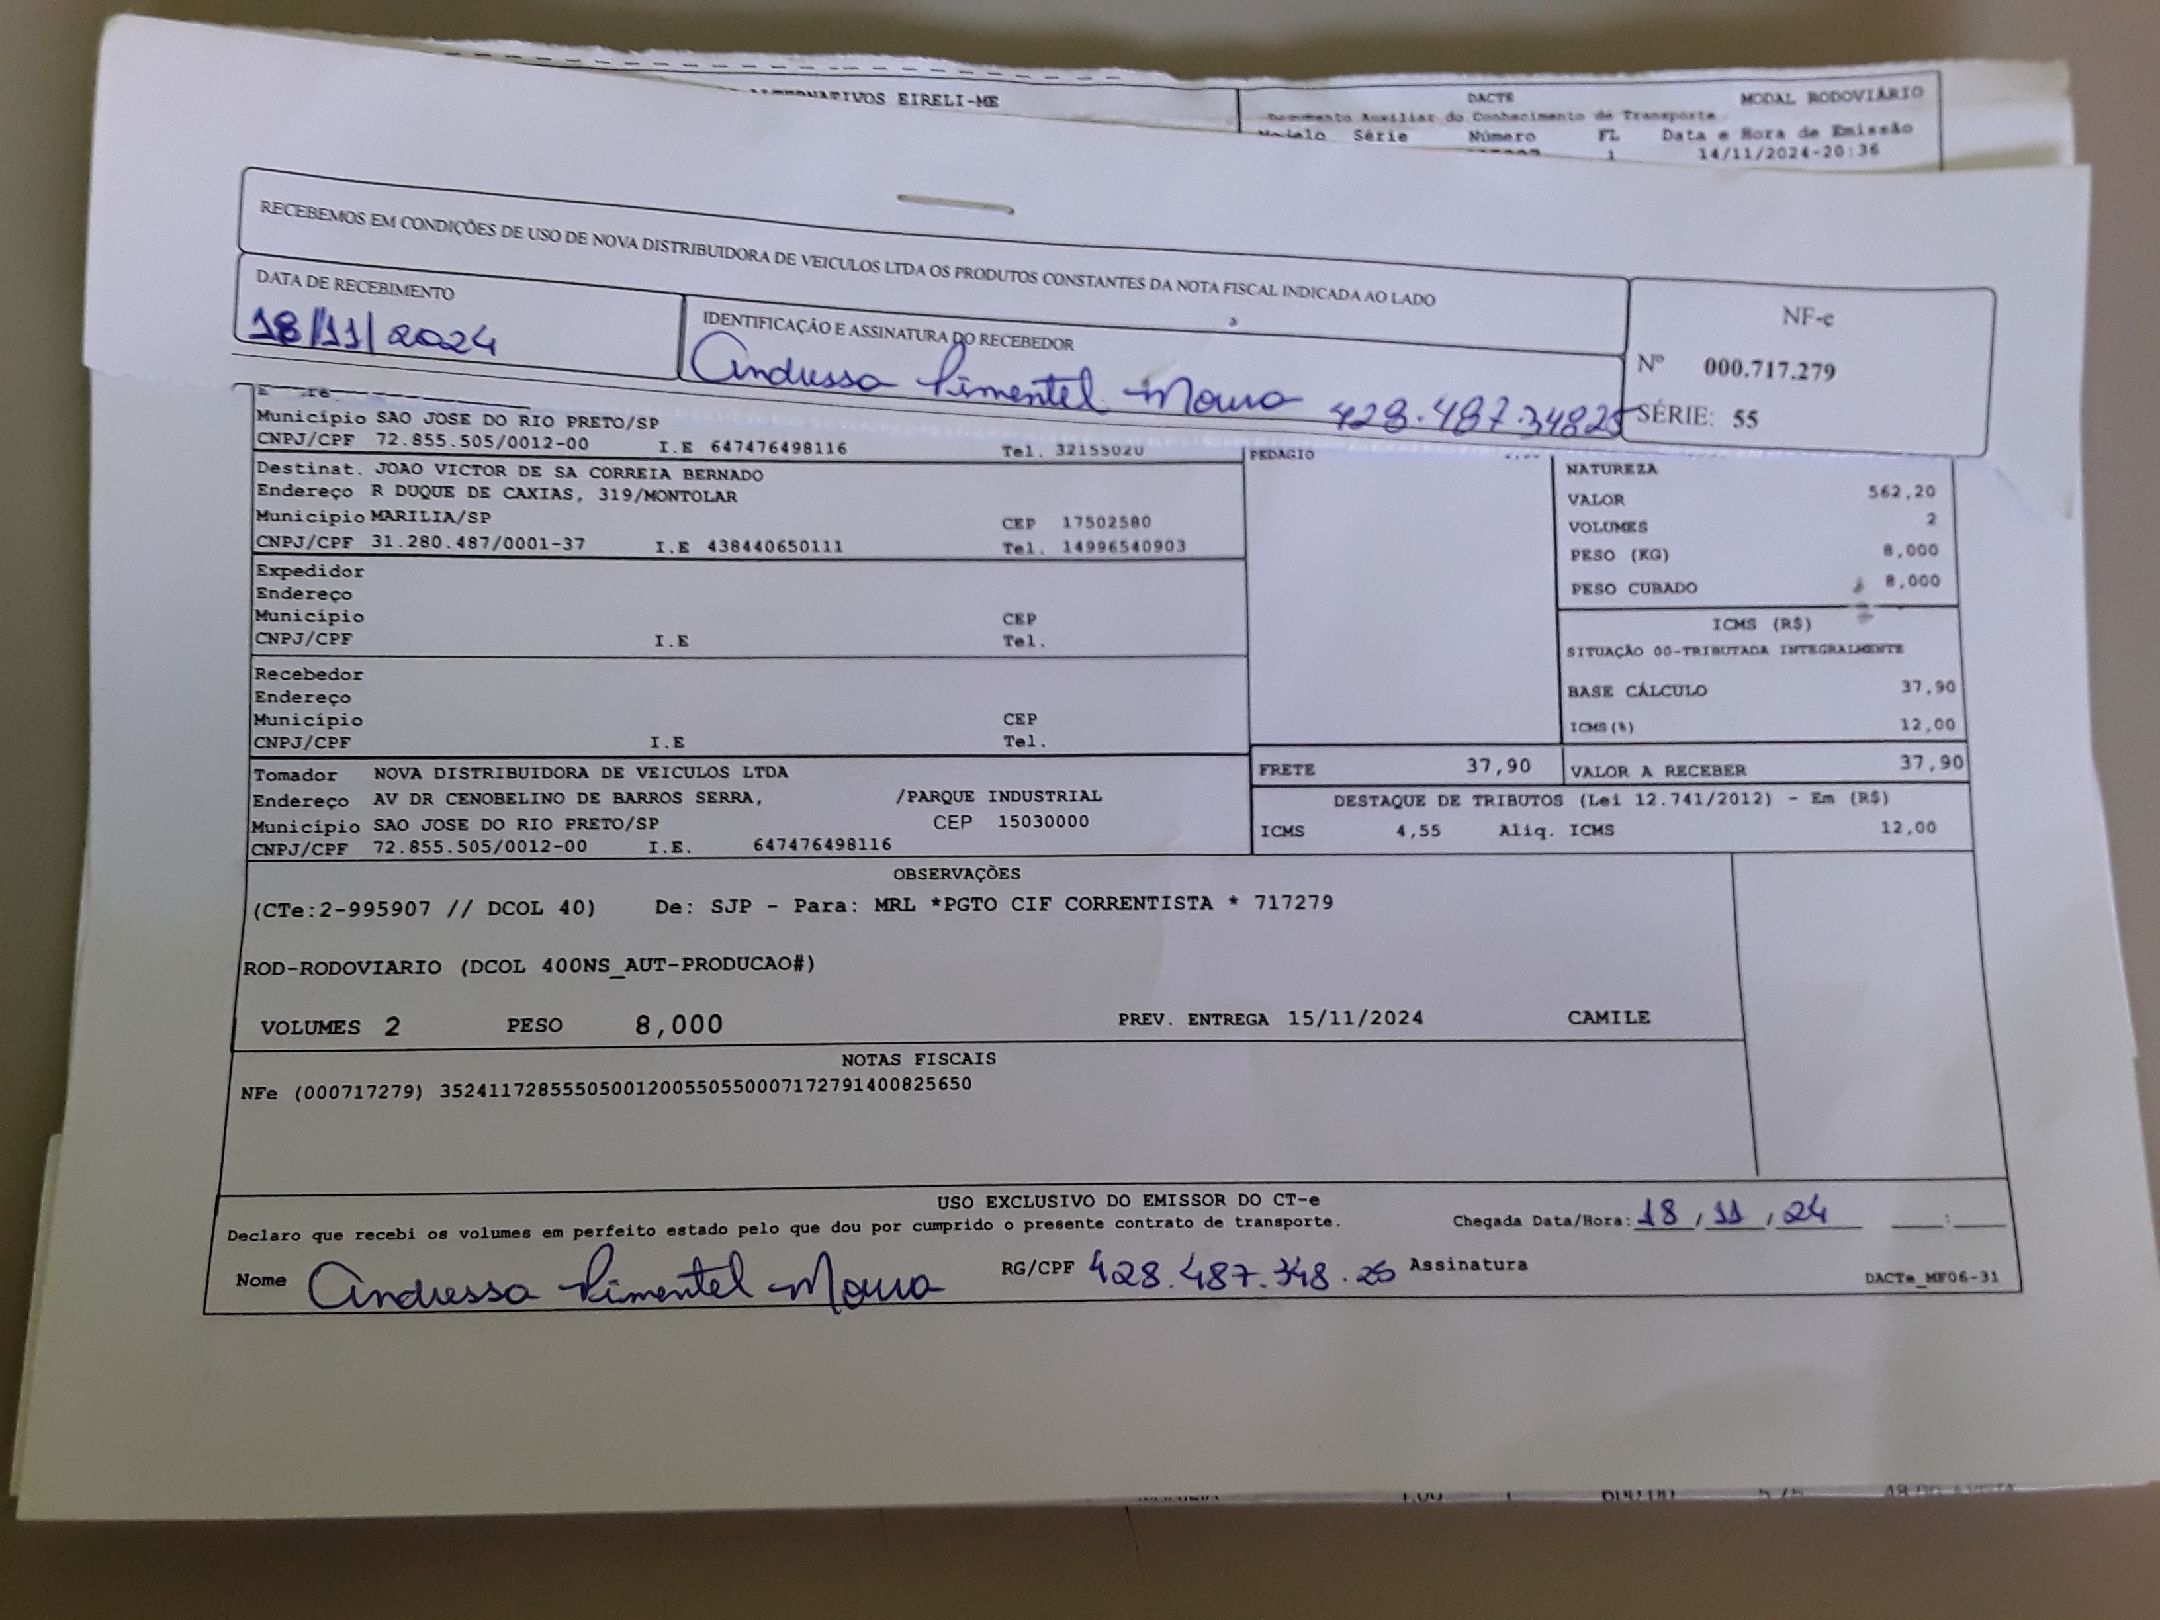 EIRELI-ME
DACTE MODAL RODOVIÁRIO
Documento Auxiliar do Conhecimento de Transporte
Modelo Série Número FL Data e Hora de Emissão
1 14/11/2024-20:36
RECEBEMOS EM CONDIÇÕES DE USO DE NOVA DISTRIBUIDORA DE VEICULOS LTDA OS PRODUTOS CONSTANTES DA NOTA FISCAL INDICADA AO LADO
DATA DE RECEBIMENTO
18/11/2024
IDENTIFICAÇÃO E ASSINATURA DO RECEBEDOR
Andressa Pimentel Moura 428.487.34825
NF-e
Nº 000.717.279
SÉRIE: 55
Município SAO JOSE DO RIO PRETO/SP
CNPJ/CPF 72.855.505/0012-00 I.E 647476498116 Tel. 32155020
Destinat. JOAO VICTOR DE SA CORREIA BERNADO
Endereço R DUQUE DE CAXIAS, 319/MONTOLAR
Município MARILIA/SP CEP 17502580
CNPJ/CPF 31.280.487/0001-37 I.E 438440650111 Tel. 14996540903
Expedidor
Endereço
Município CEP
CNPJ/CPF I.E Tel.
Recebedor
Endereço
Município CEP
CNPJ/CPF I.E Tel.
Tomador NOVA DISTRIBUIDORA DE VEICULOS LTDA
Endereço AV DR CENOBELINO DE BARROS SERRA, /PARQUE INDUSTRIAL
Município SAO JOSE DO RIO PRETO/SP CEP 15030000
CNPJ/CPF 72.855.505/0012-00 I.E. 647476498116
PEDAGIO
NATUREZA
VALOR 562,20
VOLUMES 2
PESO (KG) 8,000
PESO CUBADO 8,000
ICMS (R$)
SITUAÇÃO 00-TRIBUTADA INTEGRALMENTE
BASE CÁLCULO 37,90
ICMS(%) 12,00
FRETE 37,90 VALOR A RECEBER 37,90
DESTAQUE DE TRIBUTOS (Lei 12.741/2012) - Em (R$)
ICMS 4,55 Aliq. ICMS 12,00
OBSERVAÇÕES
(CTe:2-995907 // DCOL 40) De: SJP - Para: MRL *PGTO CIF CORRENTISTA * 717279
ROD-RODOVIARIO (DCOL 400NS_AUT-PRODUCAO#)
VOLUMES 2 PESO 8,000 PREV. ENTREGA 15/11/2024 CAMILE
NOTAS FISCAIS
NFe (000717279) 35241172855505001200550550007172791400825650
USO EXCLUSIVO DO EMISSOR DO CT-e
Declaro que recebi os volumes em perfeito estado pelo que dou por cumprido o presente contrato de transporte. Chegada Data/Hora: 18/11/24 __:__
Nome Andressa Pimentel Moura RG/CPF 428.487.348.25 Assinatura
DACTe_MF06-31